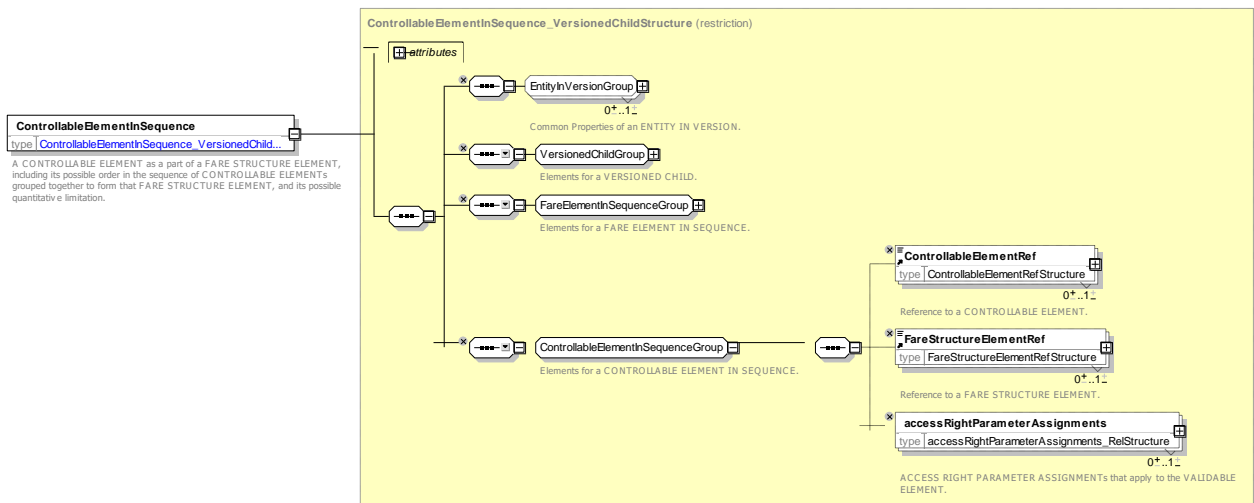 ControllableElementInSequence_VersionedChildStructure (restriction)
attributes
EntityInVersionGroup
0..1
Common Properties of an ENTITY IN VERSION.
ControllableElementInSequence
type ControllableElementInSequence_VersionedChild...
A CONTROLLABLE ELEMENT as a part of a FARE STRUCTURE ELEMENT,
including its possible order in the sequence of CONTROLLABLE ELEMENTs
grouped together to form that FARE STRUCTURE ELEMENT, and its possible
quantitative limitation.
VersionedChildGroup
Elements for a VERSIONED CHILD.
FareElementInSequenceGroup
Elements for a FARE ELEMENT IN SEQUENCE.
ControllableElementRef
type ControllableElementRefStructure
0..1
Reference to a CONTROLLABLE ELEMENT.
ControllableElementInSequenceGroup
Elements for a CONTROLLABLE ELEMENT IN SEQUENCE.
FareStructureElementRef
type FareStructureElementRefStructure
0..1
Reference to a FARE STRUCTURE ELEMENT.
accessRightParameterAssignments
type accessRightParameterAssignments_RelStructure
0..1
ACCESS RIGHT PARAMETER ASSIGNMENTs that apply to the VALIDABLE
ELEMENT.